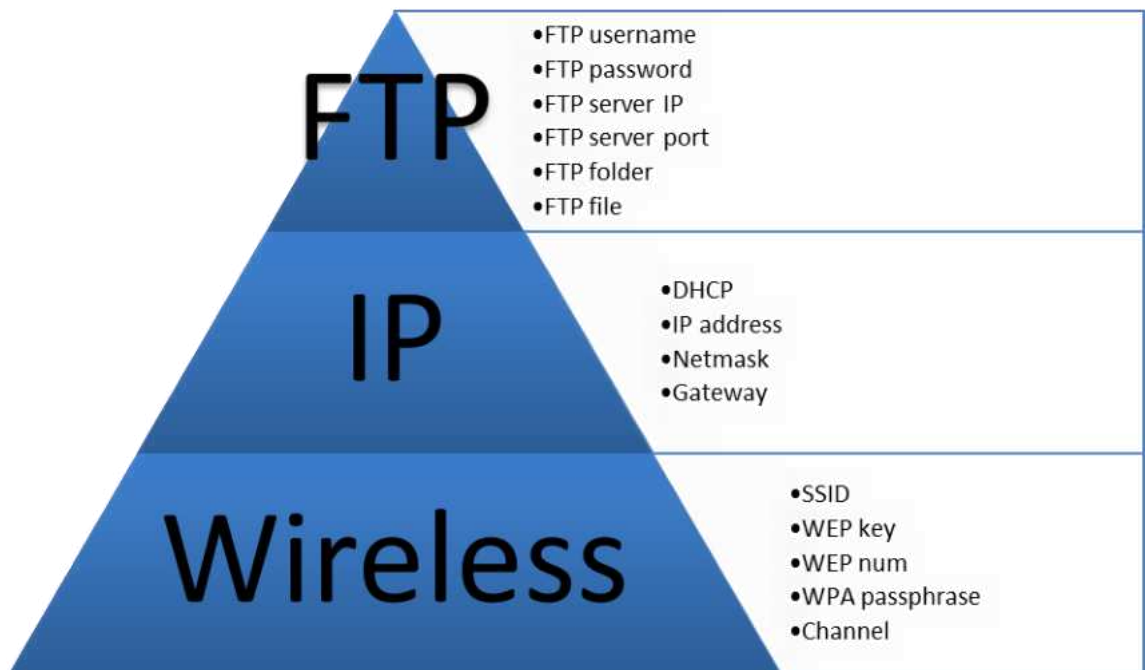 FTP
•FTP username
•FTP password
•FTP server IP
•FTP server port
•FTP folder
•FTP file
IP
•DHCP
•IP address
•Netmask
•Gateway
Wireless
•SSID
•WEP key
•WEP num
•WPA passphrase
•Channel